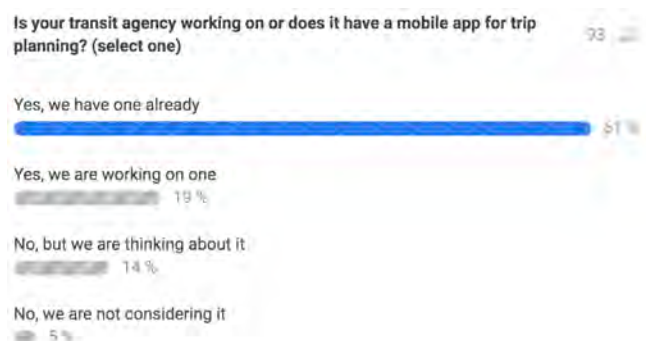 Is your transit agency working on or does it have a mobile app for trip
planning? (select one)
93
Yes, we have one already
61 %
Yes, we are working on one
19 %
No, but we are thinking about it
14 %
No, we are not considering it
5 %